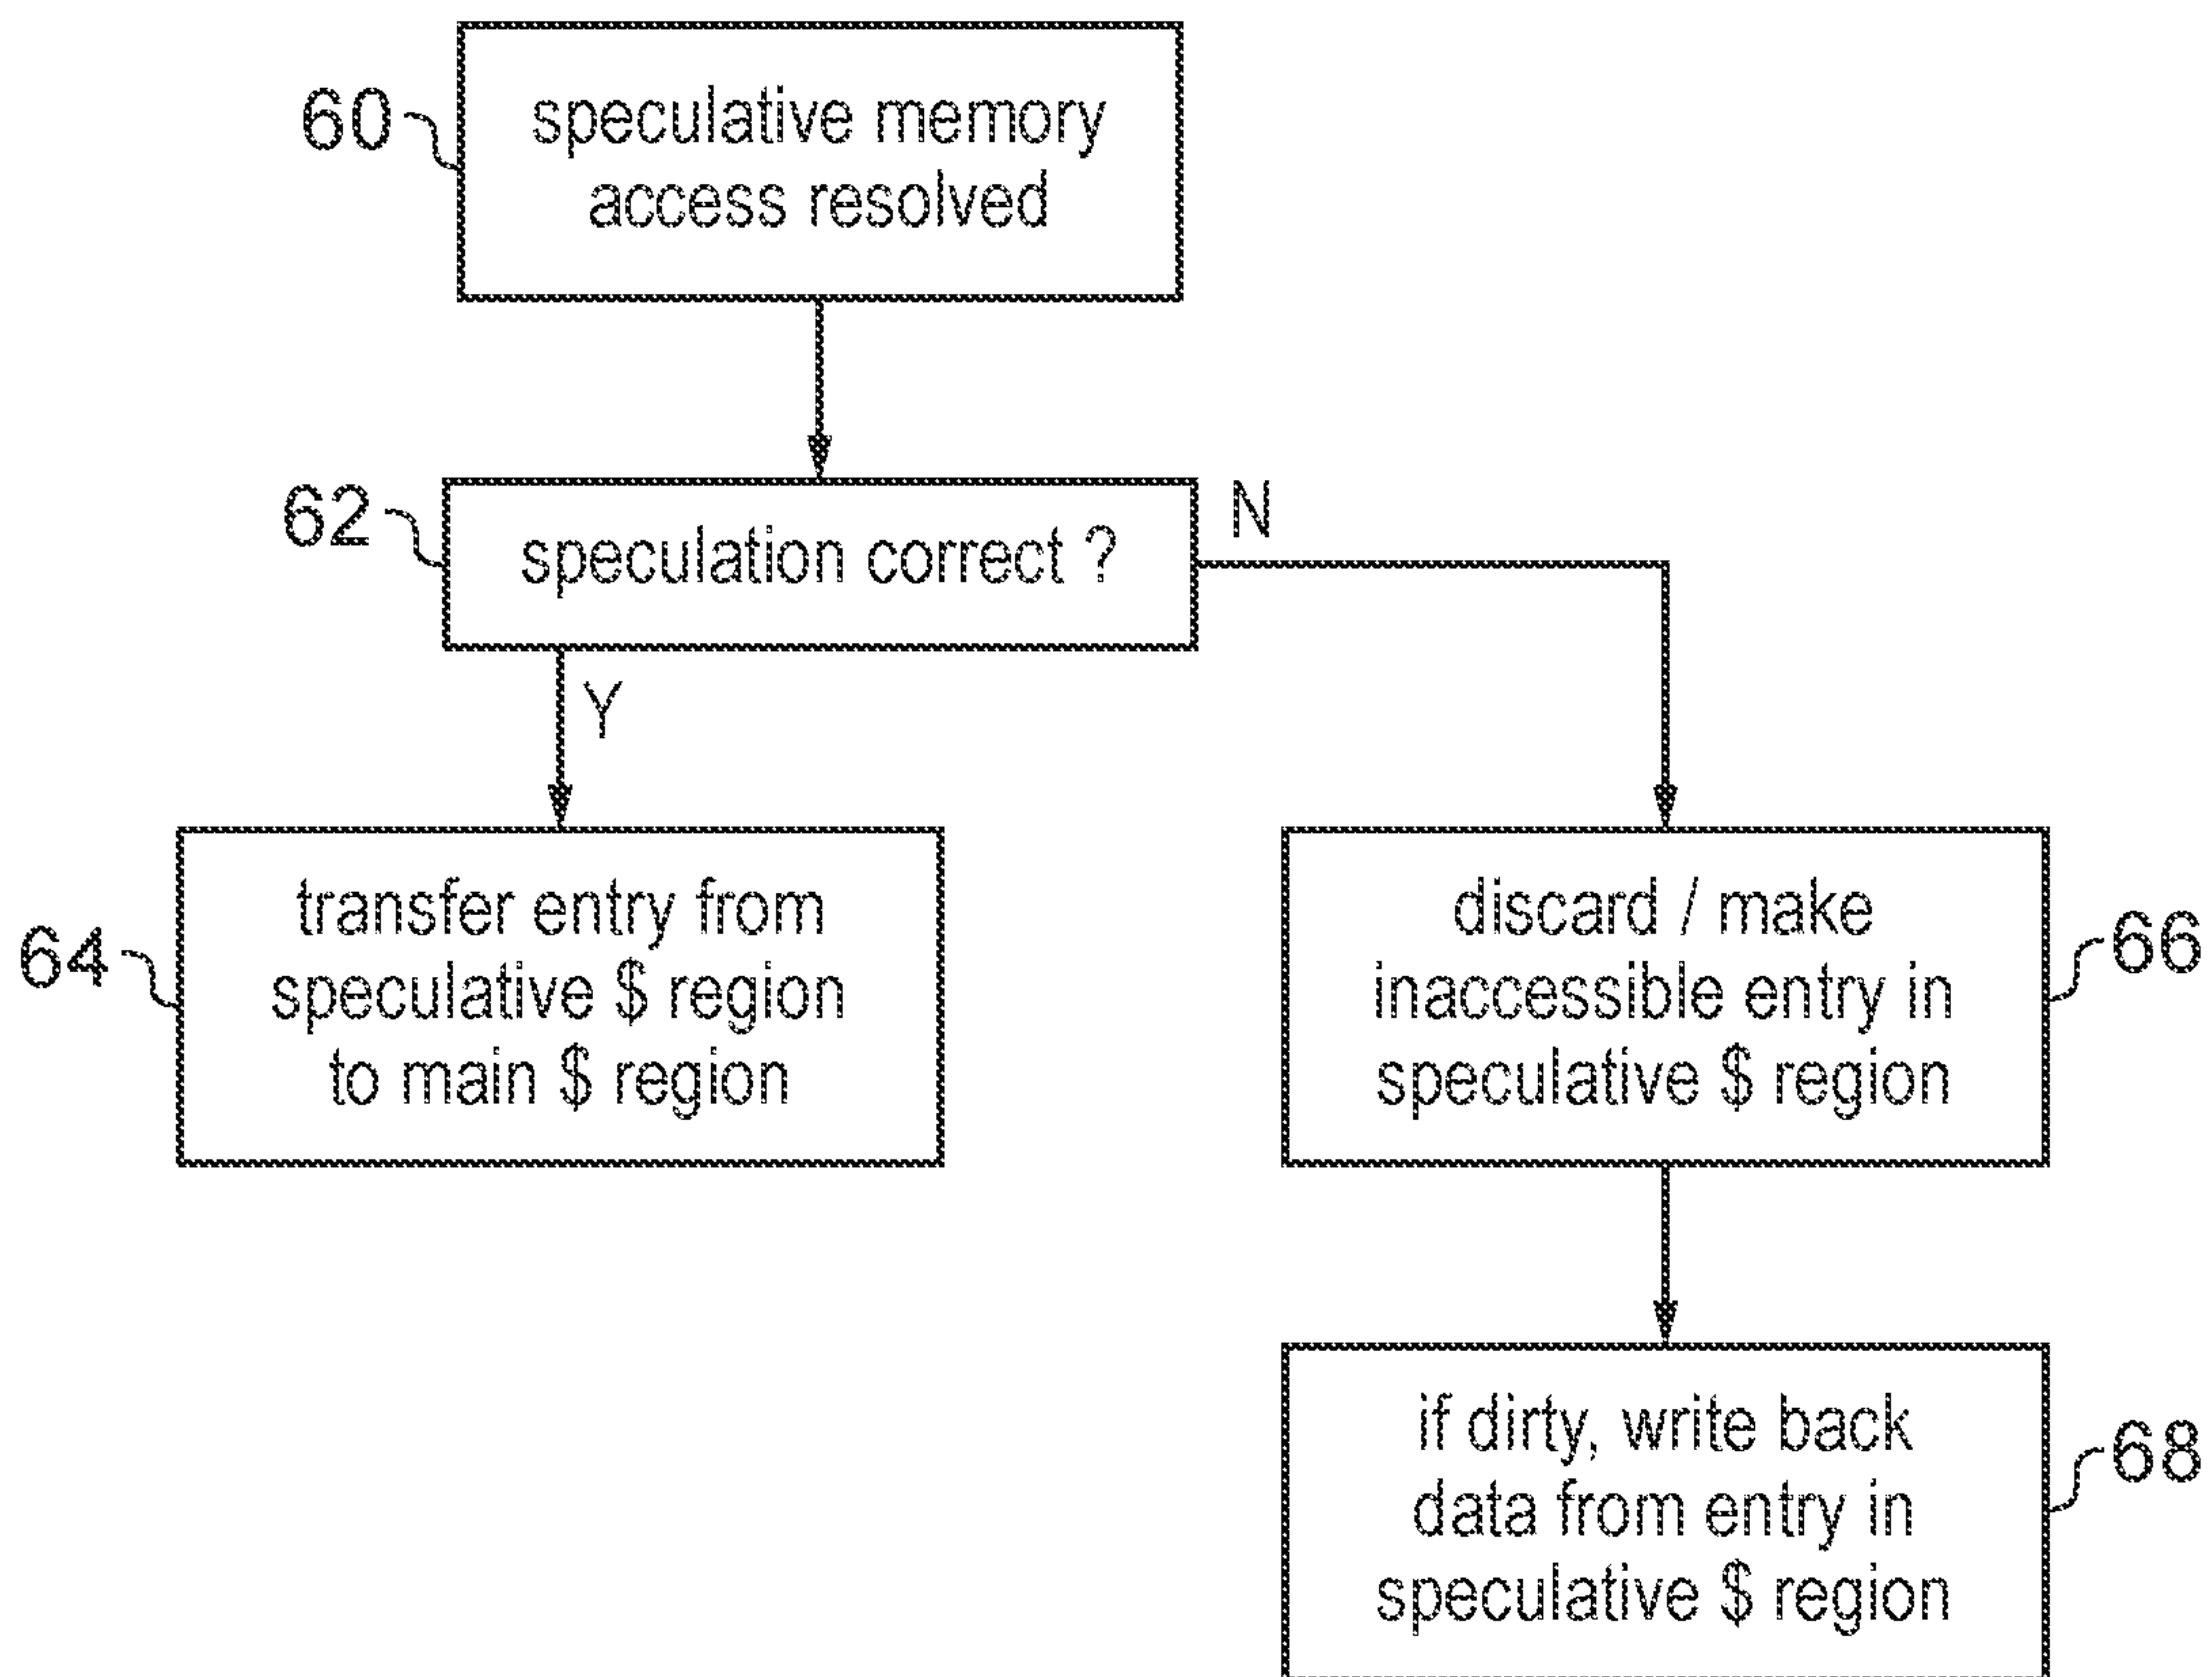 60
speculative memory
access resolved
62
speculation correct ?
N
Y
64
transfer entry from
speculative $ region
to main $ region
discard / make
inaccessible entry in
speculative $ region
66
if dirty, write back
data from entry in
speculative $ region
68